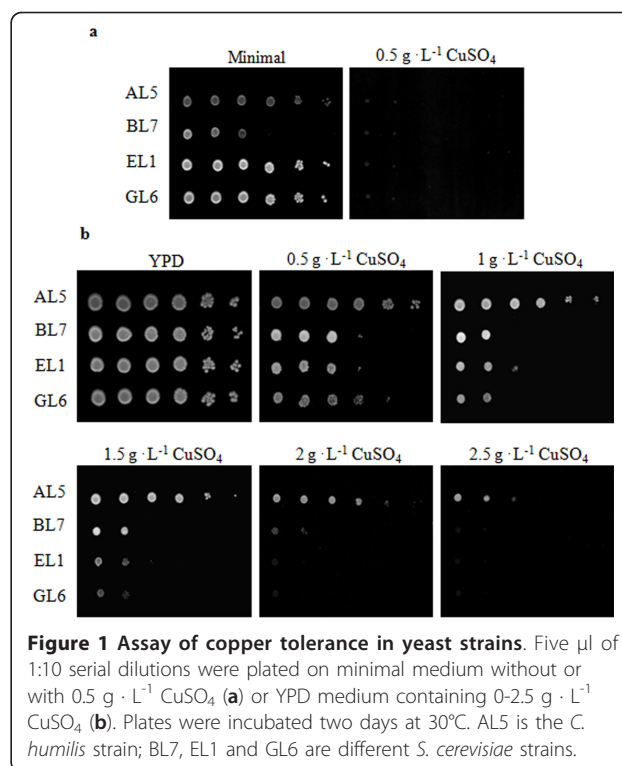 a
Minimal 0.5 g · L⁻¹ CuSO₄
AL5
BL7
EL1
GL6
b
YPD 0.5 g · L⁻¹ CuSO₄ 1 g · L⁻¹ CuSO₄
AL5
BL7
EL1
GL6
1.5 g · L⁻¹ CuSO₄ 2 g · L⁻¹ CuSO₄ 2.5 g · L⁻¹ CuSO₄
AL5
BL7
EL1
GL6
Figure 1 Assay of copper tolerance in yeast strains. Five µl of
1:10 serial dilutions were plated on minimal medium without or
with 0.5 g · L⁻¹ CuSO₄ (a) or YPD medium containing 0-2.5 g · L⁻¹
CuSO₄ (b). Plates were incubated two days at 30°C. AL5 is the C.
humilis strain; BL7, EL1 and GL6 are different S. cerevisiae strains.